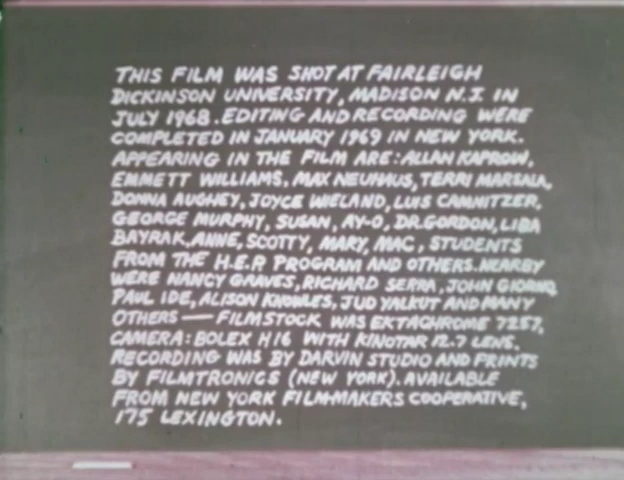 THIS FILM WAS SHOT AT FAIRLEIGH
DICKINSON UNIVERSITY, MADISON N.J. IN
JULY 1968. EDITING AND RECORDING WERE
COMPLETED IN JANUARY 1969 IN NEW YORK.
APPEARING IN THE FILM ARE: ALLAN KAPROW,
EMMETT WILLIAMS, MAX NEUHAUS, TERRI MARSALA,
DONNA AUGHEY, JOYCE WIELAND, LUIS CAMNITZER,
GEORGE MURPHY, SUSAN, AY-O, DR. GORDON, LIBA
BAYRAK, ANNE, SCOTTY, MARY, MAC, STUDENTS
FROM THE H.E.P. PROGRAM AND OTHERS. NEARBY
WERE NANCY GRAVES, RICHARD SERRA, JOHN GIORNO,
PAUL IDE, ALISON KNOWLES, JUD YALKUT AND MANY
OTHERS — FILMSTOCK WAS EKTACHROME 7257,
CAMERA: BOLEX H16 WITH KINOTAR 12.7 LENS.
RECORDING WAS BY DARVIN STUDIO AND PRINTS
BY FILMTRONICS (NEW YORK). AVAILABLE
FROM NEW YORK FILM-MAKERS COOPERATIVE,
175 LEXINGTON.